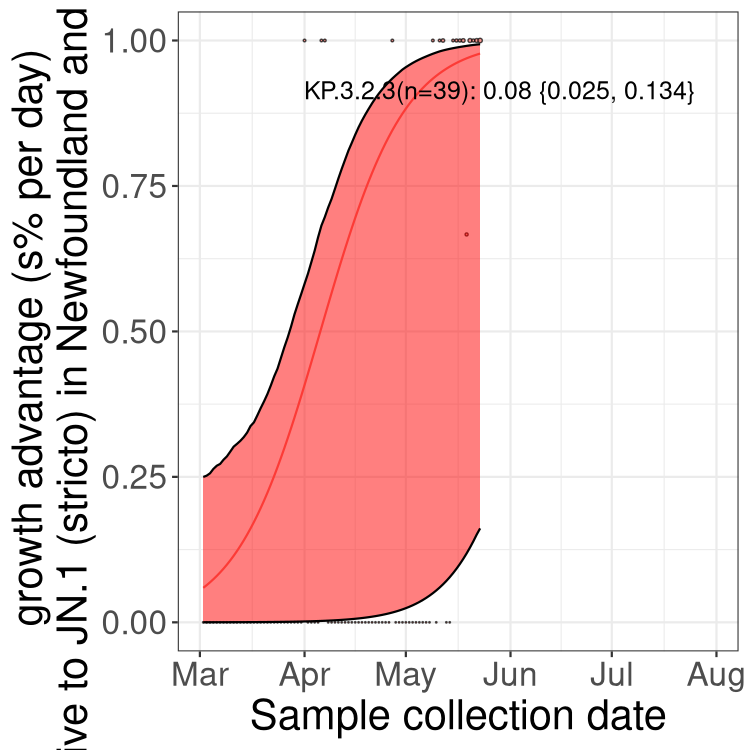 growth advantage (s% per day)
ive to JN.1 (stricto) in Newfoundland and
1.00
0.75
0.50
0.25
0.00
KP.3.2.3(n=39): 0.08 {0.025, 0.134}
Mar Apr May Jun Jul Aug
Sample collection date